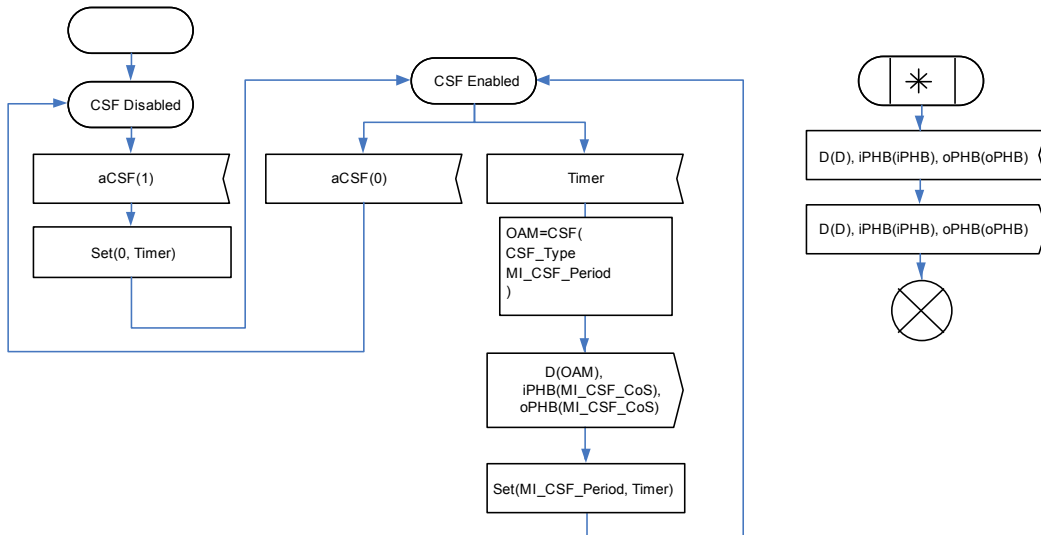 CSF Disabled
aCSF(1)
Set(0, Timer)
CSF Enabled
aCSF(0)
Timer
OAM=CSF(
CSF_Type
MI_CSF_Period
)
D(OAM),
iPHB(MI_CSF_CoS),
oPHB(MI_CSF_CoS)
Set(MI_CSF_Period, Timer)
D(D), iPHB(iPHB), oPHB(oPHB)
D(D), iPHB(iPHB), oPHB(oPHB)